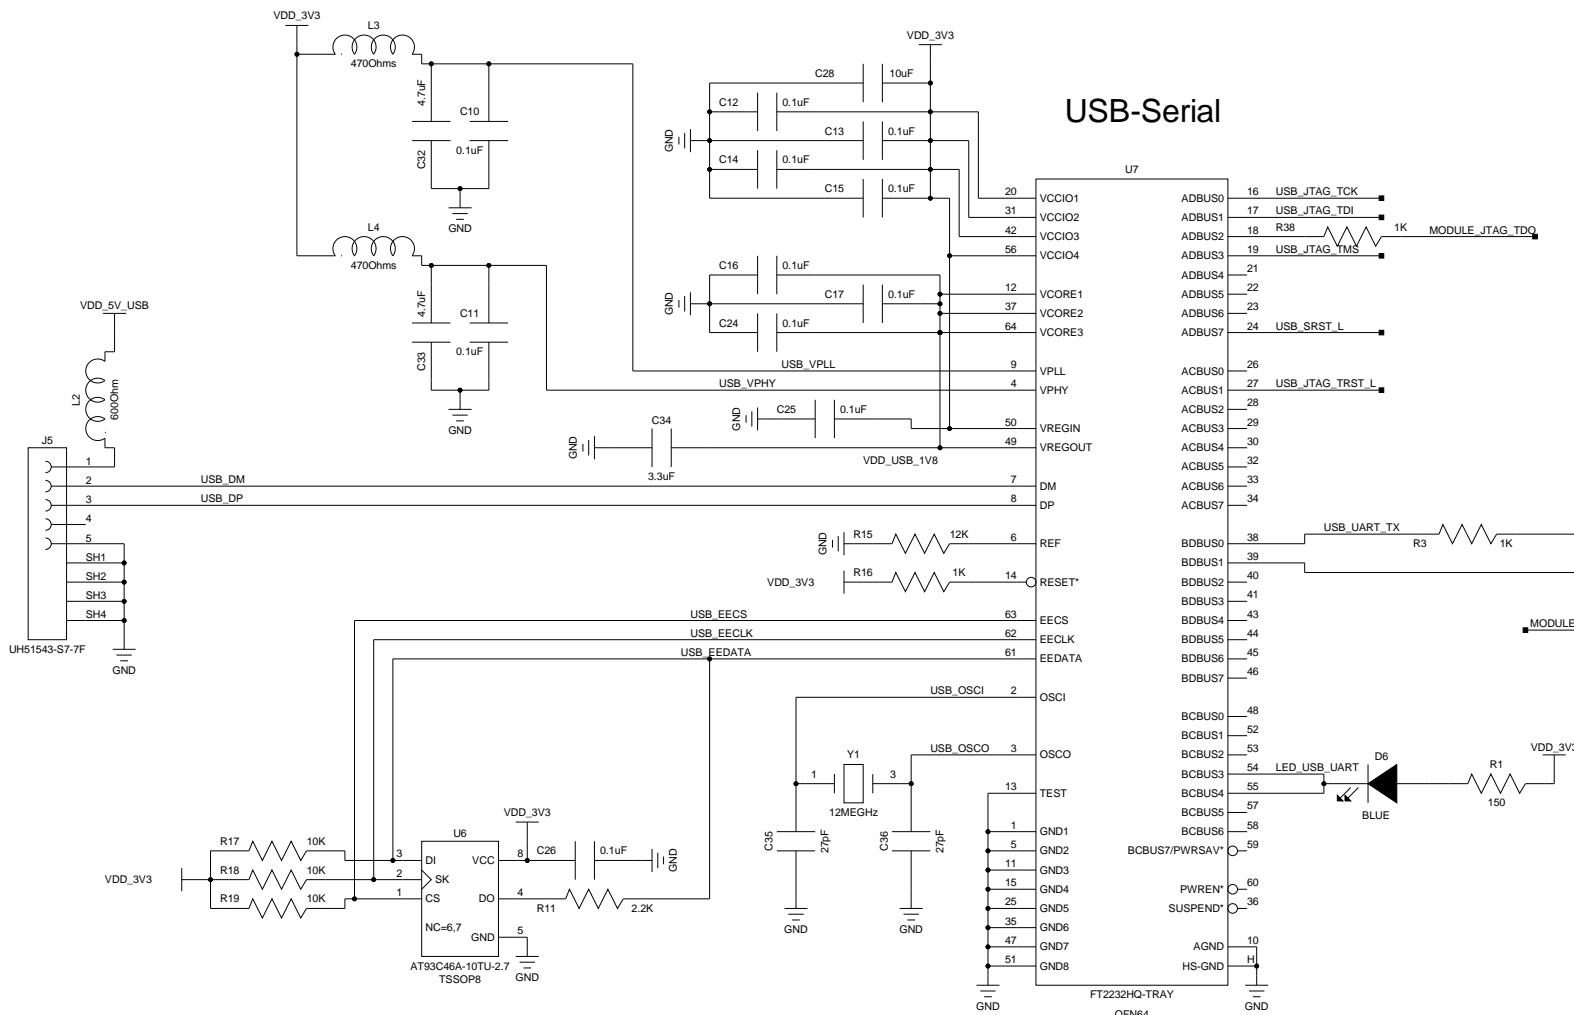 USB-Serial
VDD_3V3
L3
470Ohms
4.7uF
C32
C10
0.1uF
GND
L4
470Ohms
4.7uF
C33
C11
0.1uF
GND
VDD_5V_USB
L2
600Ohm
J5
1
2
3
4
5
SH1
SH2
SH3
SH4
UH51543-S7-7F
GND
USB_DM
USB_DP
VDD_3V3
C28 10uF
C12 0.1uF
C13 0.1uF
GND
C14 0.1uF
C15 0.1uF
C16 0.1uF
GND
C17 0.1uF
C24 0.1uF
USB_VPLL
USB_VPHY
GND
C25 0.1uF
GND
C34
3.3uF
VDD_USB_1V8
GND
R15 12K
VDD_3V3
R16 1K
USB_EECS
USB_EECLK
USB_EEDATA
USB_OSCI
USB_OSCO
Y1
1 3
12MEGHz
C35
27pF
C36
27pF
GND
GND
VDD_3V3
R17 10K
R18 10K
R19 10K
U6
3 DI
2 SK
1 CS
NC=6,7
VCC 8
DO 4
GND 5
AT93C46A-10TU-2.7
TSSOP8
VDD_3V3
C26 0.1uF
GND
R11 2.2K
GND
U7
20 VCCIO1
31 VCCIO2
42 VCCIO3
56 VCCIO4
12 VCORE1
37 VCORE2
64 VCORE3
9 VPLL
4 VPHY
50 VREGIN
49 VREGOUT
7 DM
8 DP
6 REF
14 RESET*
63 EECS
62 EECLK
61 EEDATA
2 OSCI
3 OSCO
13 TEST
1 GND1
5 GND2
11 GND3
15 GND4
25 GND5
35 GND6
47 GND7
51 GND8
GND
ADBUS0 16 USB_JTAG_TCK
ADBUS1 17 USB_JTAG_TDI
ADBUS2 18 R38 1K MODULE_JTAG_TDO
ADBUS3 19 USB_JTAG_TMS
ADBUS4 21
ADBUS5 22
ADBUS6 23
ADBUS7 24 USB_SRST_L
ACBUS0 26
ACBUS1 27 USB_JTAG_TRST_L
ACBUS2 28
ACBUS3 29
ACBUS4 30
ACBUS5 32
ACBUS6 33
ACBUS7 34
BDBUS0 38 USB_UART_TX
R3 1K
BDBUS1 39
BDBUS2 40
BDBUS3 41
BDBUS4 43
BDBUS5 44
BDBUS6 45
BDBUS7 46
MODULE
BCBUS0 48
BCBUS1 52
BCBUS2 53
BCBUS3 54 LED_USB_UART
BCBUS4 55
BCBUS5 57
BCBUS6 58
BCBUS7/PWRSAV* 59
PWREN* 60
SUSPEND* 36
AGND 10
HS-GND H
GND
D6
BLUE
R1
150
VDD_3V3
FT2232HQ-TRAY
QFN64